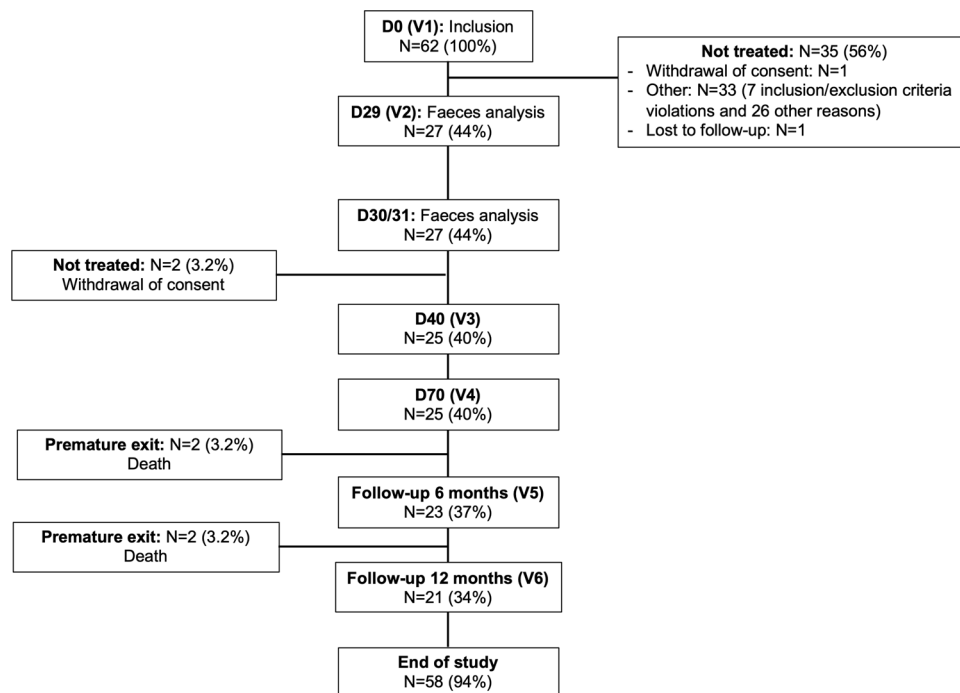 D0 (V1): Inclusion
N=62 (100%)
Not treated: N=35 (56%)
- Withdrawal of consent: N=1
- Other: N=33 (7 inclusion/exclusion criteria
violations and 26 other reasons)
- Lost to follow-up: N=1
D29 (V2): Faeces analysis
N=27 (44%)
D30/31: Faeces analysis
N=27 (44%)
Not treated: N=2 (3.2%)
Withdrawal of consent
D40 (V3)
N=25 (40%)
D70 (V4)
N=25 (40%)
Premature exit: N=2 (3.2%)
Death
Follow-up 6 months (V5)
N=23 (37%)
Premature exit: N=2 (3.2%)
Death
Follow-up 12 months (V6)
N=21 (34%)
End of study
N=58 (94%)